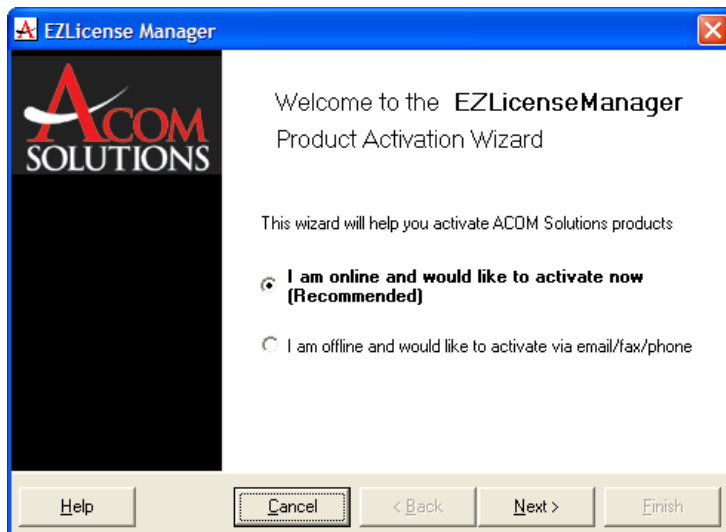 EZLicense Manager
ACOM
SOLUTIONS
Welcome to the EZLicenseManager
Product Activation Wizard
This wizard will help you activate ACOM Solutions products
I am online and would like to activate now
(Recommended)
I am offline and would like to activate via email/fax/phone
Help
Cancel
< Back
Next >
Finish